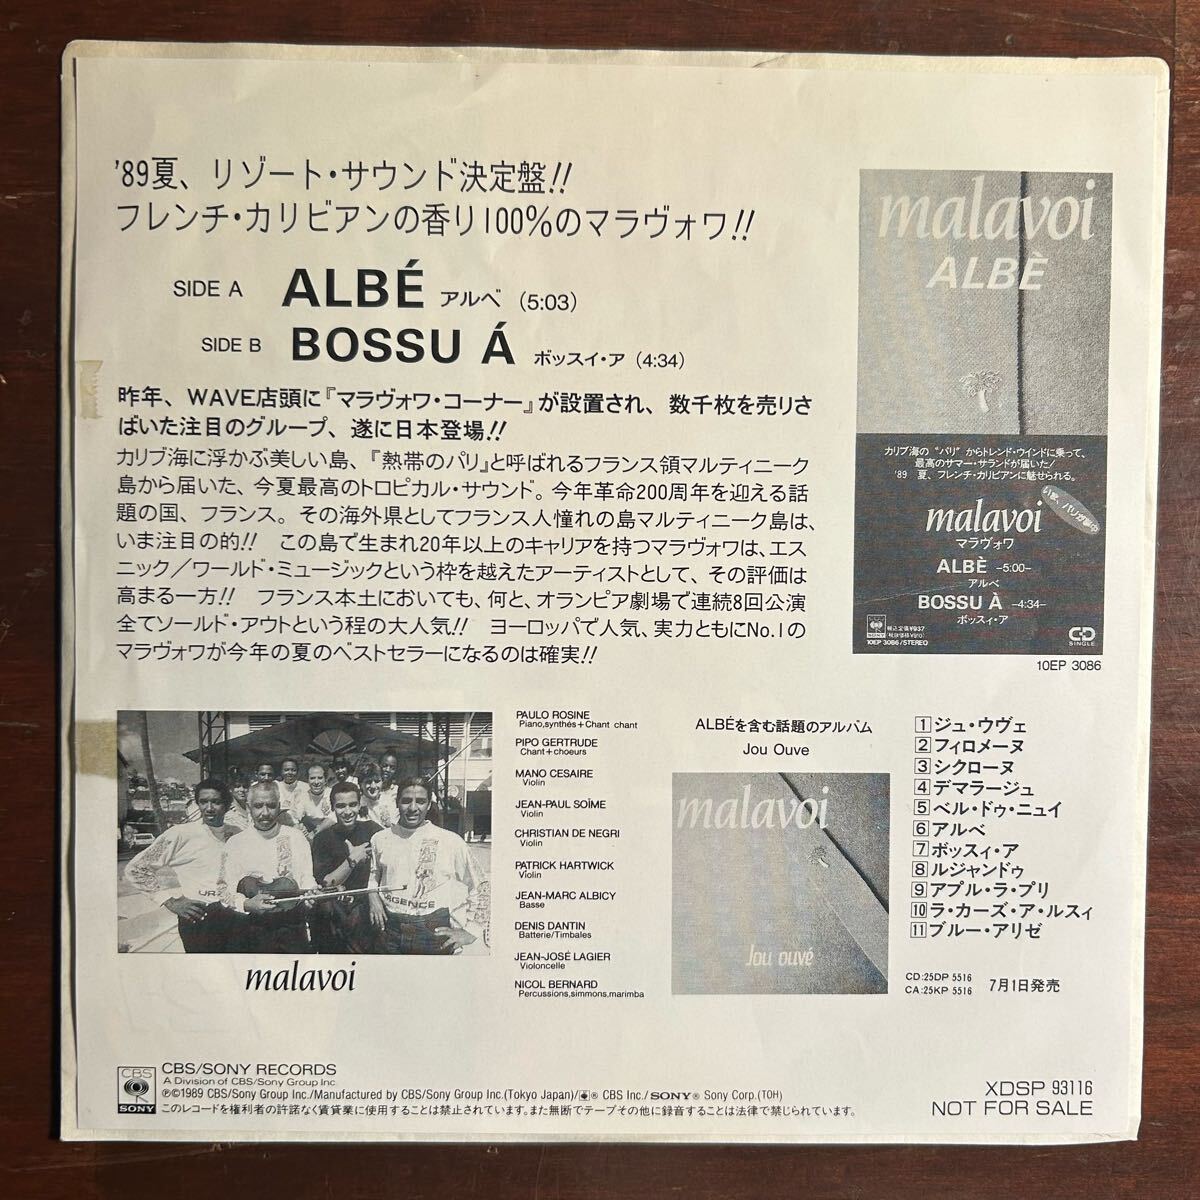 '89夏、リゾート・サウンド決定盤!!
フレンチ・カリビアンの香り100%のマラヴォワ!!
SIDE A ALBÉ アルベ (5:03)
SIDE B BOSSU Á ボッスイ・ア (4:34)
昨年、WAVE店頭に『マラヴォワ・コーナー』が設置され、数千枚を売りさ
ばいた注目のグループ、遂に日本登場!!
カリブ海に浮かぶ美しい島、『熱帯のパリ』と呼ばれるフランス領マルティニーク
島から届いた、今夏最高のトロピカル・サウンド。今年革命200周年を迎える話
題の国、フランス。その海外県としてフランス人憧れの島マルティニーク島は、
いま注目の的!! この島で生まれ20年以上のキャリアを持つマラヴォワは、エス
ニック/ワールド・ミュージックという枠を越えたアーティストとして、その評価は
高まる一方!! フランス本土においても、何と、オランピア劇場で連続8回公演
全てソールド・アウトという程の大人気!! ヨーロッパで人気、実力ともにNo.1の
マラヴォワが今年の夏のベストセラーになるのは確実!!
malavoi
ALBÈ
カリブ海の“パリ”からトレンド・ウインドに乗って、
最高のサマー・サウンドが届いた!
'89 夏、フレンチ・カリビアンに魅せられる。
malavoi
マラヴォワ
ALBÈ -5:00-
アルベ
BOSSU À -4:34-
ボッスィ・ア
SONY
10EP 3086/STEREO
CD SINGLE
10EP 3086
UR
GENCE
malavoi
PAULO ROSINE
Piano,synthés+Chant chant
PIPO GERTRUDE
Chant+choeurs
MANO CESAIRE
Violin
JEAN-PAUL SOÏME
Violin
CHRISTIAN DE NEGRI
Violin
PATRICK HARTWICK
Violin
JEAN-MARC ALBICY
Basse
DENIS DANTIN
Batterie/Timbales
JEAN-JOSÉ LAGIER
Violoncelle
NICOL BERNARD
Percussions,simmons,marimba
ALBÉを含む話題のアルバム
Jou Ouve
malavoi
Jou ouvé
1 ジュ・ウヴェ
2 フィロメーヌ
3 シクローヌ
4 デマラージュ
5 ベル・ドゥ・ニュイ
6 アルベ
7 ボッスィ・ア
8 ルジャンドゥ
9 アプル・ラ・プリ
10 ラ・カーズ・ア・ルスィ
11 ブルー・アリゼ
CD:25DP 5516
CA:25KP 5516 7月1日発売
CBS
SONY
CBS/SONY RECORDS
A Division of CBS/Sony Group Inc.
Ⓟ©1989 CBS/Sony Group Inc./Manufactured by CBS/Sony Group Inc.(Tokyo Japan)/® CBS Inc./SONY® Sony Corp.(TOH)
このレコードを権利者の許諾なく賃貸業に使用することは禁止されています。また無断でテープその他に録音することは法律で禁じられています。
XDSP 93116
NOT FOR SALE